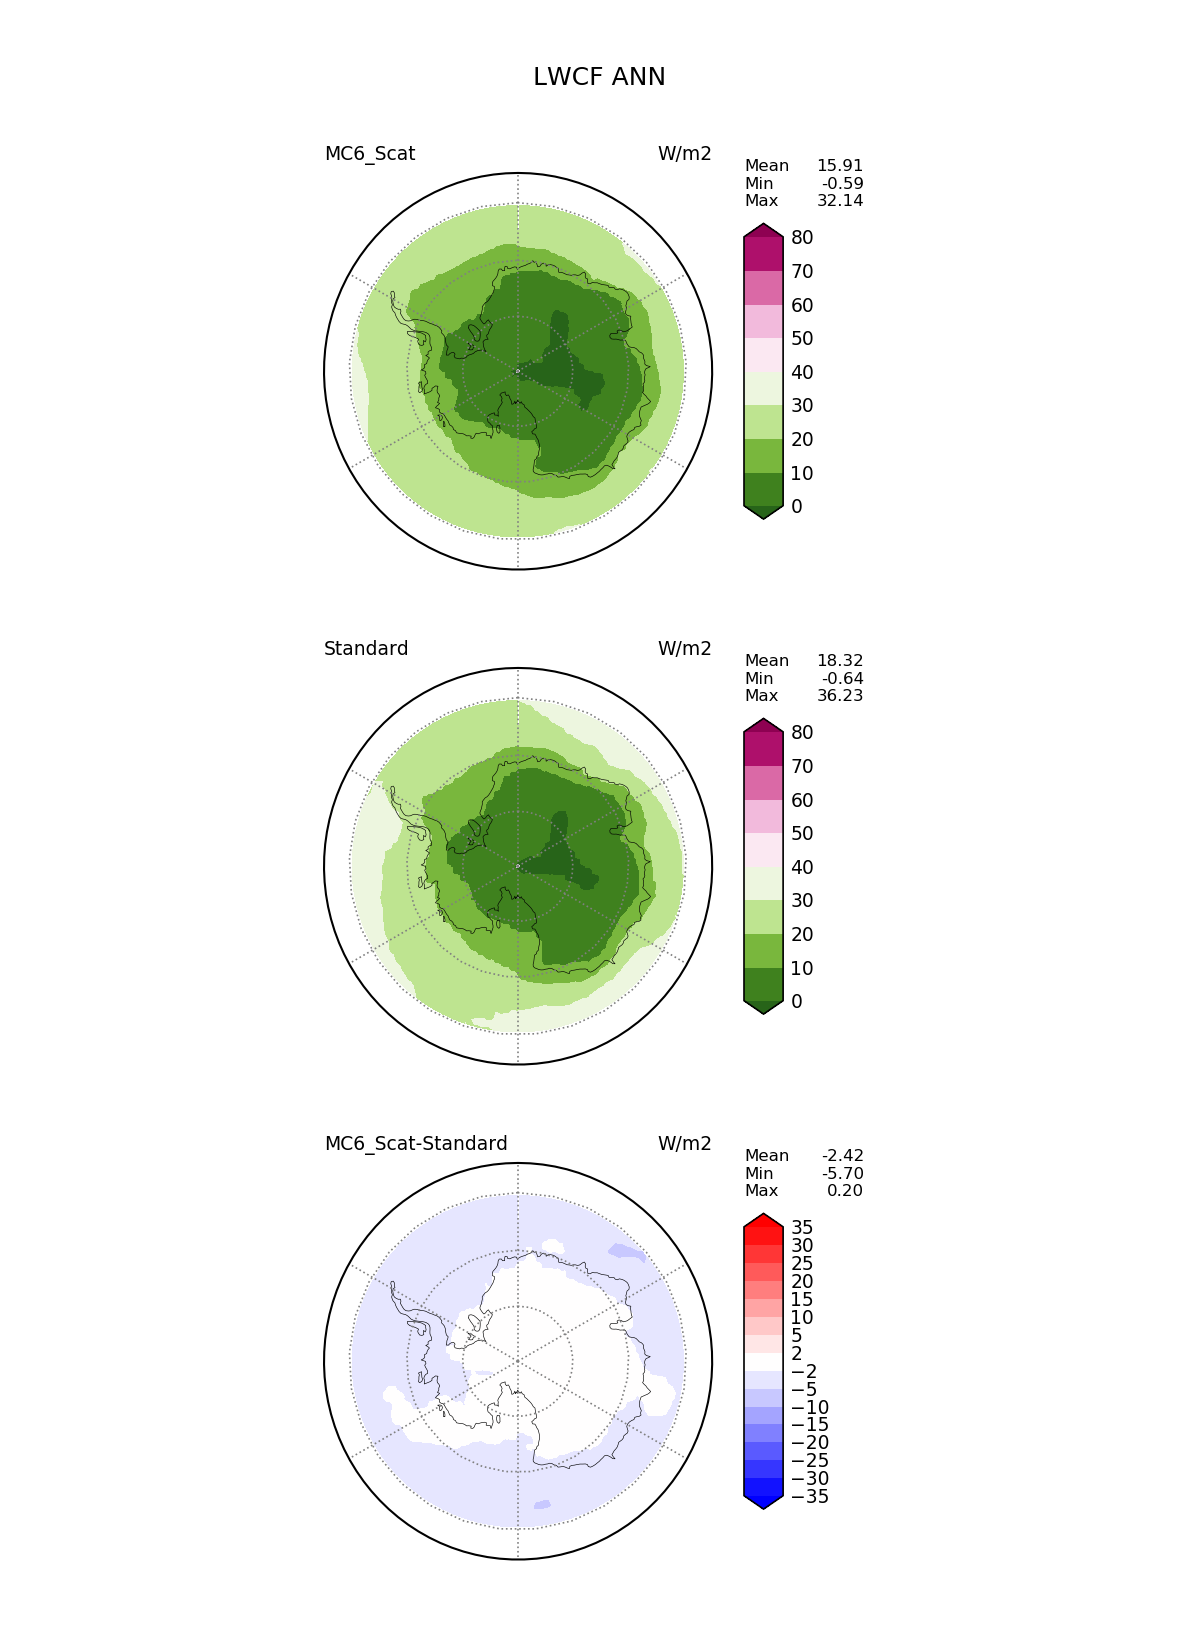 LWCF ANN
MC6_Scat W/m2
Mean 15.91
Min -0.59
Max 32.14
80
70
60
50
40
30
20
10
0
Standard W/m2
Mean 18.32
Min -0.64
Max 36.23
80
70
60
50
40
30
20
10
0
MC6_Scat-Standard W/m2
Mean -2.42
Min -5.70
Max 0.20
35
30
25
20
15
10
5
2
−2
−5
−10
−15
−20
−25
−30
−35